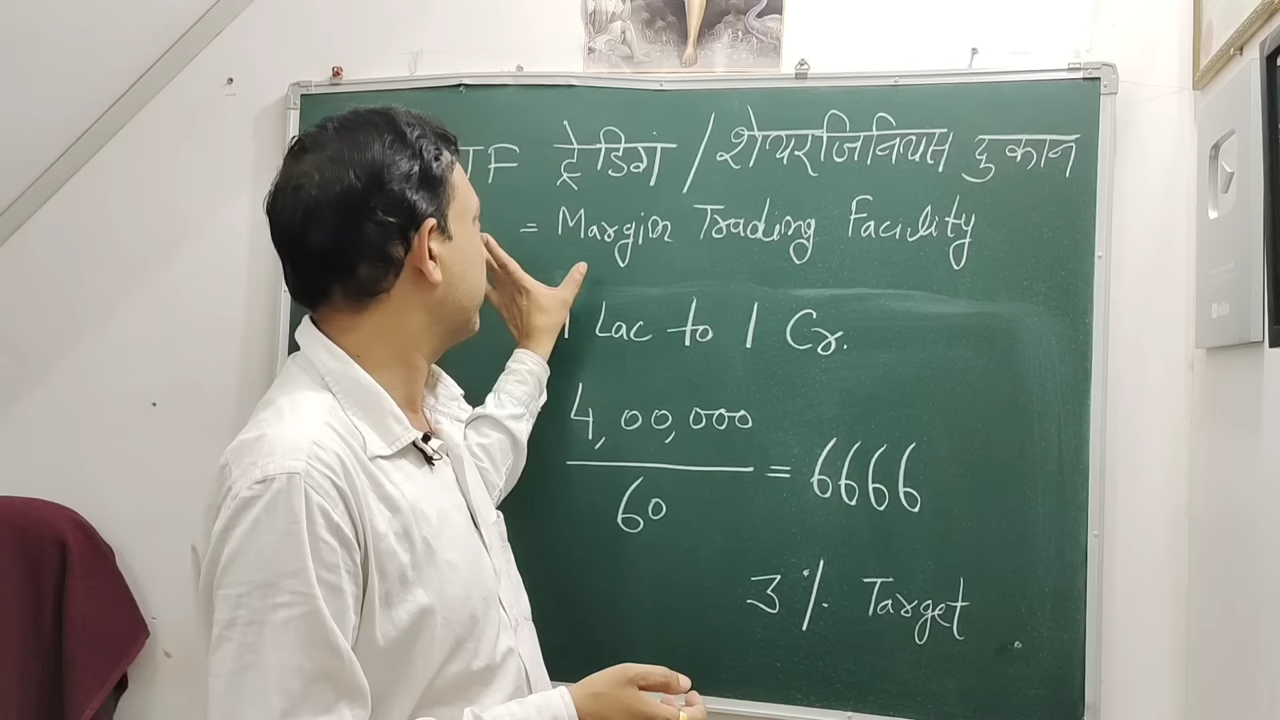 TF ट्रेडिंग / शेयरजिनियस दुकान
= Margin Trading Facility
1 Lac to 1 Cr.
4,00,000
60
= 6666
3 % Target